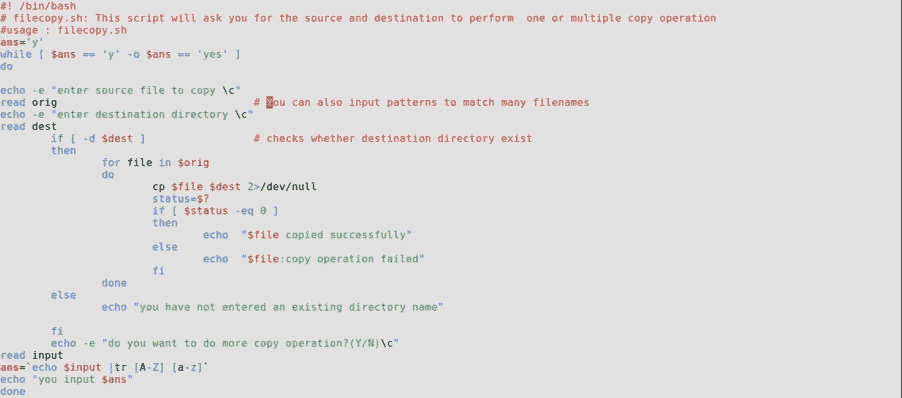 #! /bin/bash
# filecopy.sh: This script will ask you for the source and destination to perform  one or multiple copy operation
#usage : filecopy.sh
ans='y'
while [ $ans == 'y' -o $ans == 'yes' ]
do
echo -e "enter source file to copy \c"
read orig                               # You can also input patterns to match many filenames
echo -e "enter destination directory \c"
read dest
        if [ -d $dest ]                 # checks whether destination directory exist
        then
                for file in $orig
                do
                        cp $file $dest 2>/dev/null
                        status=$?
                        if [ $status -eq 0 ]
                        then
                                echo  "$file copied successfully"
                        else
                                echo  "$file:copy operation failed"
                        fi
                done
        else
                echo "you have not entered an existing directory name"
        fi
        echo -e "do you want to do more copy operation?(Y/N)\c"
read input
ans=`echo $input |tr [A-Z] [a-z]`
echo "you input $ans"
done